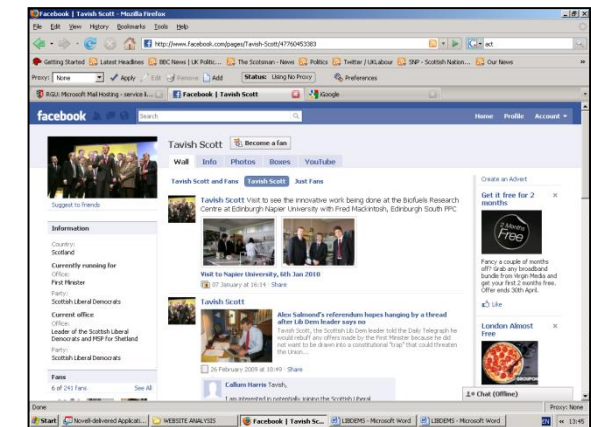 Facebook | Tavish Scott - Mozilla Firefox
File Edit View History Bookmarks Tools Help
http://www.facebook.com/pages/Tavish-Scott/47760453383
act
Getting Started Latest Headlines BBC News | UK Politic... The Scotsman - News Politics Twitter / UKLabour SNP - Scottish Nation... Our News
Proxy: None Apply Edit Remove Add Status: Using No Proxy Preferences
RGU: Microsoft Mail Hosting - service l... Facebook | Tavish Scott iGoogle
facebook Search Home Profile Account
Tavish Scott Become a fan
Wall Info Photos Boxes YouTube
Tavish Scott and Fans Tavish Scott Just Fans
Suggest to friends
Information
Country:
Scotland
Currently running for
Office:
First Minister
Party:
Scottish Liberal Democrats
Current office
Office:
Leader of the Scottish Liberal
Democrats and MSP for Shetland
Party:
Scottish Liberal Democrats
Fans
6 of 241 fans See All
Tavish Scott Visit to see the innovative work being done at the Biofuels Research
Centre at Edinburgh Napier University with Fred Mackintosh, Edinburgh South PPC
Visit to Napier University, 6th Jan 2010
07 January at 16:14 · Share
Tavish Scott
Alex Salmond's referendum hopes hanging by a thread
after Lib Dem leader says no
Tavish Scott, the Scottish Lib Dem leader told the Daily Telegraph he
would rebuff any offers made by the First Minister because he did
not want to be drawn into a constitutional "trap" that could threaten
the Union...
26 February 2009 at 10:49 · Share
Callum Harris Tavish,
I am interested in potentially joining the Scottish Liberal
Create an Advert
Get it free for 2
months
2 Months
Free
Fancy a couple of months
off? Grab any broadband
bundle from Virgin Media and
get your first 2 months free.
Offer ends 30th April.
Like
London Almost
Free
Chat (Offline)
Done Proxy: None
Start Novell-delivered Applicati... WEBSITE ANALYSIS Facebook | Tavish Sc... LIBDEMS - Microsoft Word LIBDEMS - Microsoft Word EN 13:45